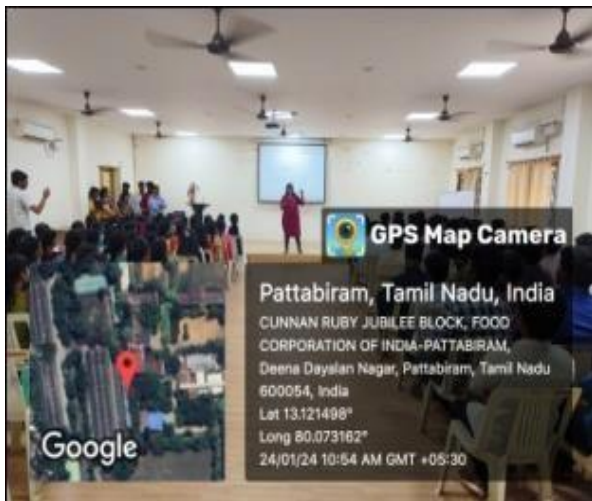 GPS Map Camera
Pattabiram, Tamil Nadu, India
CUNNAN RUBY JUBILEE BLOCK, FOOD
CORPORATION OF INDIA-PATTABIRAM,
Deena Dayalan Nagar, Pattabiram, Tamil Nadu
600054, India
Lat 13.121498°
Long 80.073162°
24/01/24 10:54 AM GMT +05:30
Google